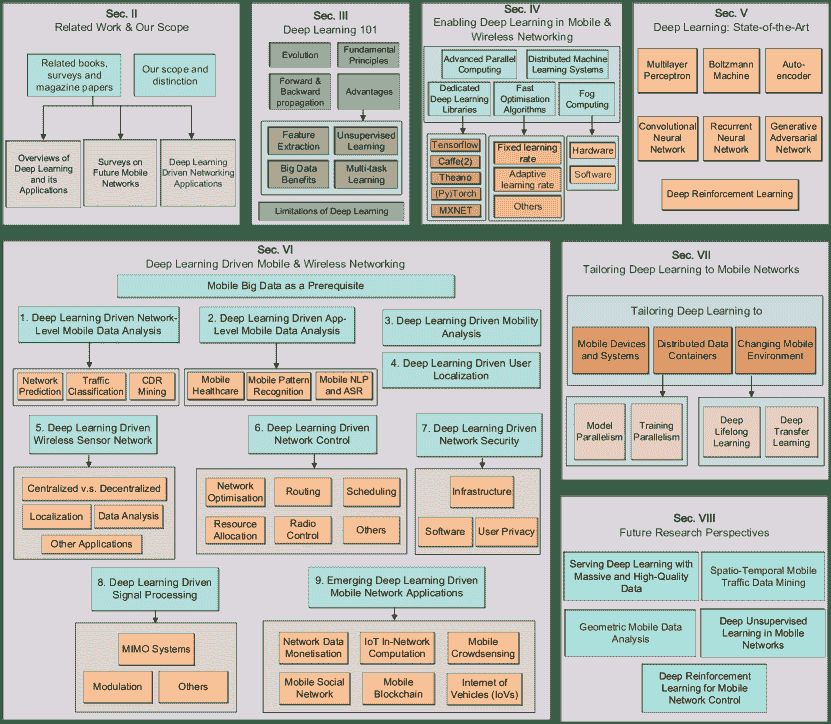 Sec. II
Related Work & Our Scope
Related books,
surveys and
magazine papers
Our scope and
distinction
Overviews of
Deep Learning
and its
Applications
Surveys on
Future Mobile
Networks
Deep Learning
Driven Networking
Applications
Sec. III
Deep Learning 101
Evolution
Fundamental
Principles
Forward &
Backward
propagation
Advantages
Feature
Extraction
Unsupervised
Learning
Big Data
Benefits
Multi-task
Learning
Limitations of Deep Learning
Sec. IV
Enabling Deep Learning in Mobile &
Wireless Networking
Advanced Parallel
Computing
Distributed Machine
Learning Systems
Dedicated
Deep Learning
Libraries
Fast
Optimisation
Algorithms
Fog
Computing
Tensorflow
Caffe(2)
Theano
(Py)Torch
MXNET
Fixed learning
rate
Adaptive
learning rate
Others
Hardware
Software
Sec. V
Deep Learning: State-of-the-Art
Multilayer
Perceptron
Boltzmann
Machine
Auto-
encoder
Convolutional
Neural
Network
Recurrent
Neural
Network
Generative
Adversarial
Network
Deep Reinforcement Learning
Sec. VI
Deep Learning Driven Mobile & Wireless Networking
Mobile Big Data as a Prerequisite
1. Deep Learning Driven Network-
Level Mobile Data Analysis
2. Deep Learning Driven App-
Level Mobile Data Analysis
3. Deep Learning Driven Mobility
Analysis
4. Deep Learning Driven User
Localization
Network
Prediction
Traffic
Classification
CDR
Mining
Mobile
Healthcare
Mobile Pattern
Recognition
Mobile NLP
and ASR
5. Deep Learning Driven
Wireless Sensor Network
6. Deep Learning Driven
Network Control
7. Deep Learning Driven
Network Security
Centralized v.s. Decentralized
Localization
Data Analysis
Other Applications
Network
Optimisation
Routing
Scheduling
Resource
Allocation
Radio
Control
Others
Infrastructure
Software
User Privacy
8. Deep Learning Driven
Signal Processing
9. Emerging Deep Learning Driven
Mobile Network Applications
MIMO Systems
Modulation
Others
Network Data
Monetisation
IoT In-Network
Computation
Mobile
Crowdsensing
Mobile Social
Network
Mobile
Blockchain
Internet of
Vehicles (IoVs)
Sec. VII
Tailoring Deep Learning to Mobile Networks
Tailoring Deep Learning to
Mobile Devices
and Systems
Distributed Data
Containers
Changing Mobile
Environment
Model
Parallelism
Training
Parallelism
Deep
Lifelong
Learning
Deep
Transfer
Learning
Sec. VIII
Future Research Perspectives
Serving Deep Learning with
Massive and High-Quality
Data
Spatio-Temporal Mobile
Traffic Data Mining
Geometric Mobile Data
Analysis
Deep Unsupervised
Learning in Mobile
Networks
Deep Reinforcement
Learning for Mobile
Network Control